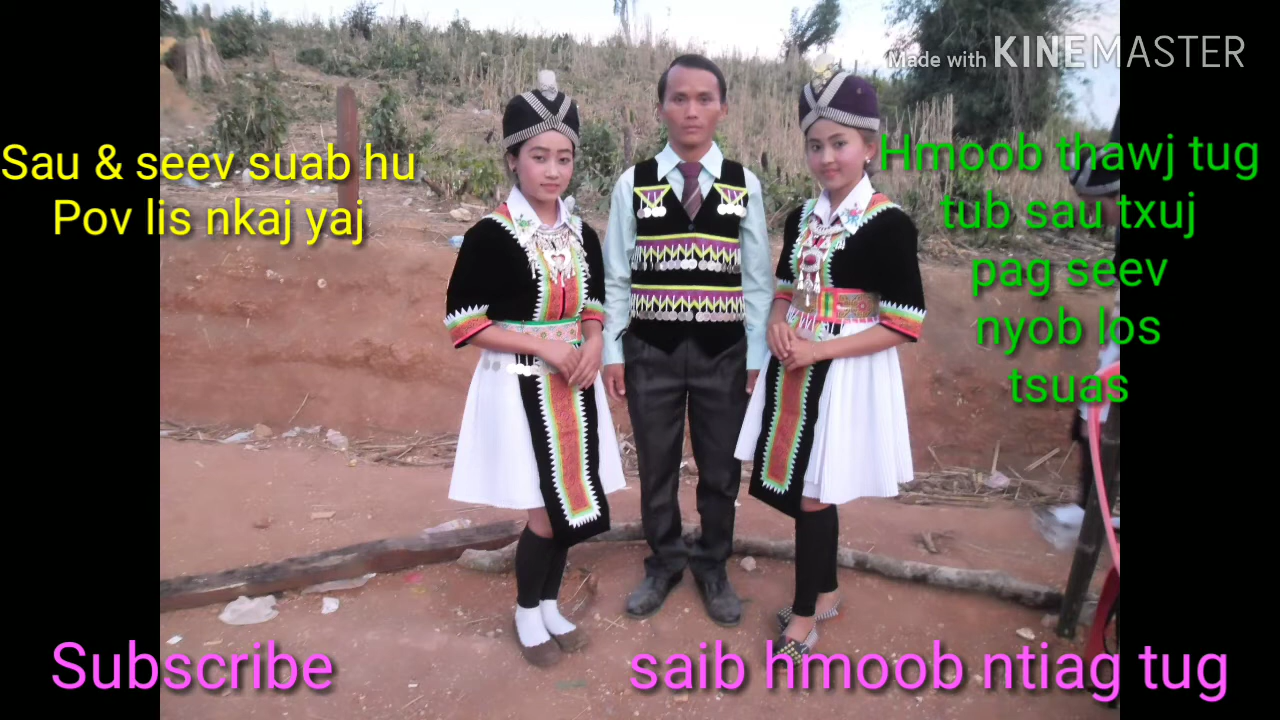 Made with KINEMASTER
Sau & seev suab hu
Pov lis nkaj yaj
Hmoob thawj tug
tub sau txuj
pag seev
nyob los
tsuas
Subscribe
saib hmoob ntiag tug